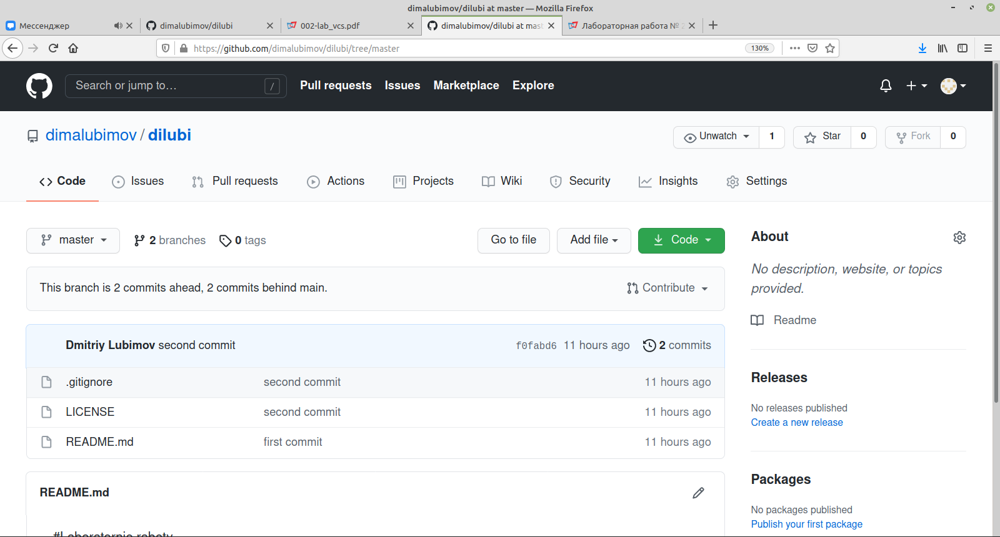 dimalubimov/dilubi at master — Mozilla Firefox
Мессенджер
dimalubimov/dilubi
002-lab_vcs.pdf
dimalubimov/dilubi at mast
Лабораторная работа №
https://github.com/dimalubimov/dilubi/tree/master
130%
Search or jump to…
/
Pull requests
Issues
Marketplace
Explore
dimalubimov / dilubi
Unwatch
1
Star
0
Fork
0
Code
Issues
Pull requests
Actions
Projects
Wiki
Security
Insights
Settings
master
2 branches
0 tags
Go to file
Add file
Code
This branch is 2 commits ahead, 2 commits behind main.
Contribute
Dmitriy Lubimov second commit
f0fabd6 11 hours ago
2 commits
.gitignore
second commit
11 hours ago
LICENSE
second commit
11 hours ago
README.md
first commit
11 hours ago
README.md
#Laboratornie raboty
About
No description, website, or topics
provided.
Readme
Releases
No releases published
Create a new release
Packages
No packages published
Publish your first package